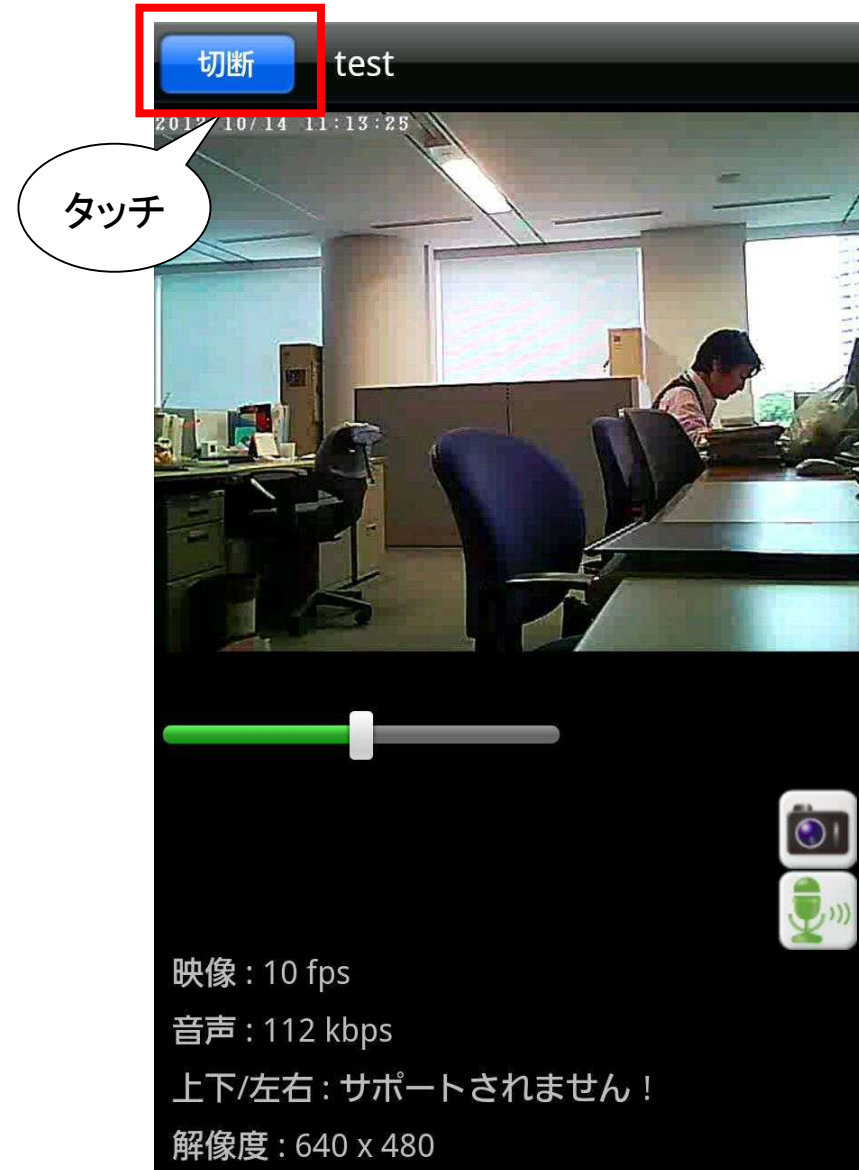 切断 test
2012 10/14 11:13:25
タッチ
映像 : 10 fps
音声 : 112 kbps
上下/左右 : サポートされません！
解像度 : 640 x 480